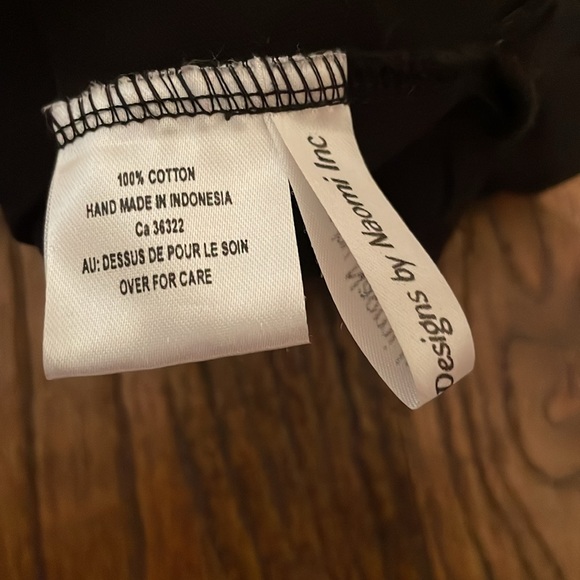 100% COTTON
HAND MADE IN INDONESIA
Ca 36322
AU: DESSUS DE POUR LE SOIN
OVER FOR CARE
Designs by Naomi Inc